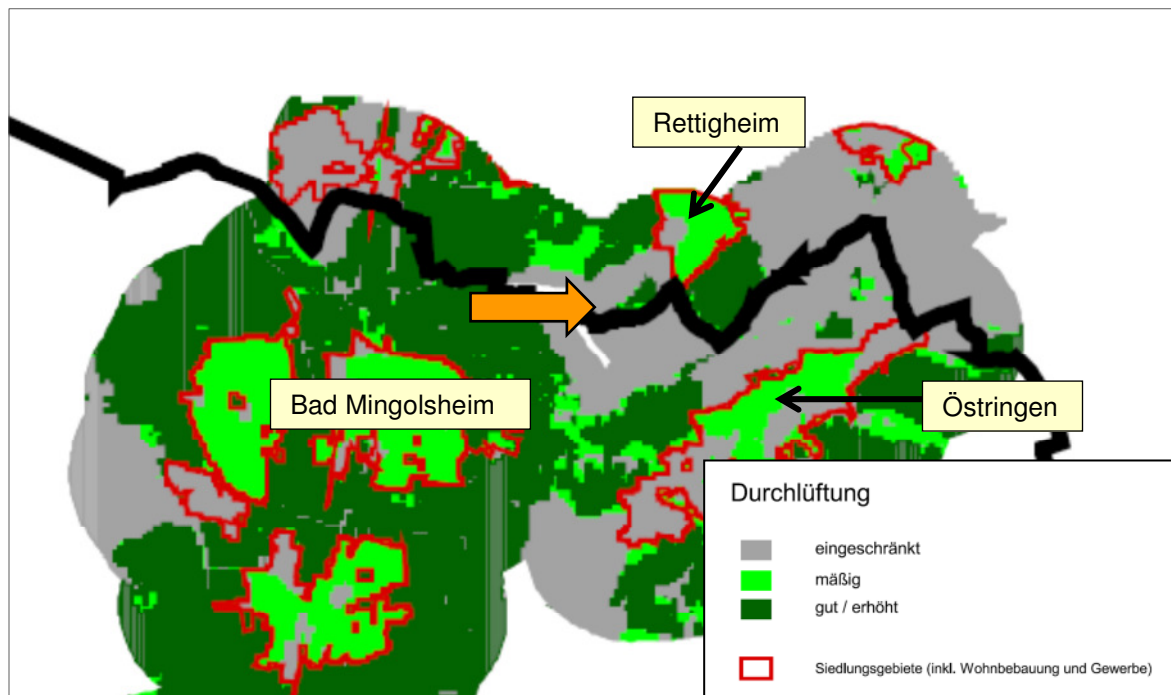 Rettigheim
Bad Mingolsheim
Östringen
Durchlüftung
eingeschränkt
mäßig
gut / erhöht
Siedlungsgebiete (inkl. Wohnbebauung und Gewerbe)